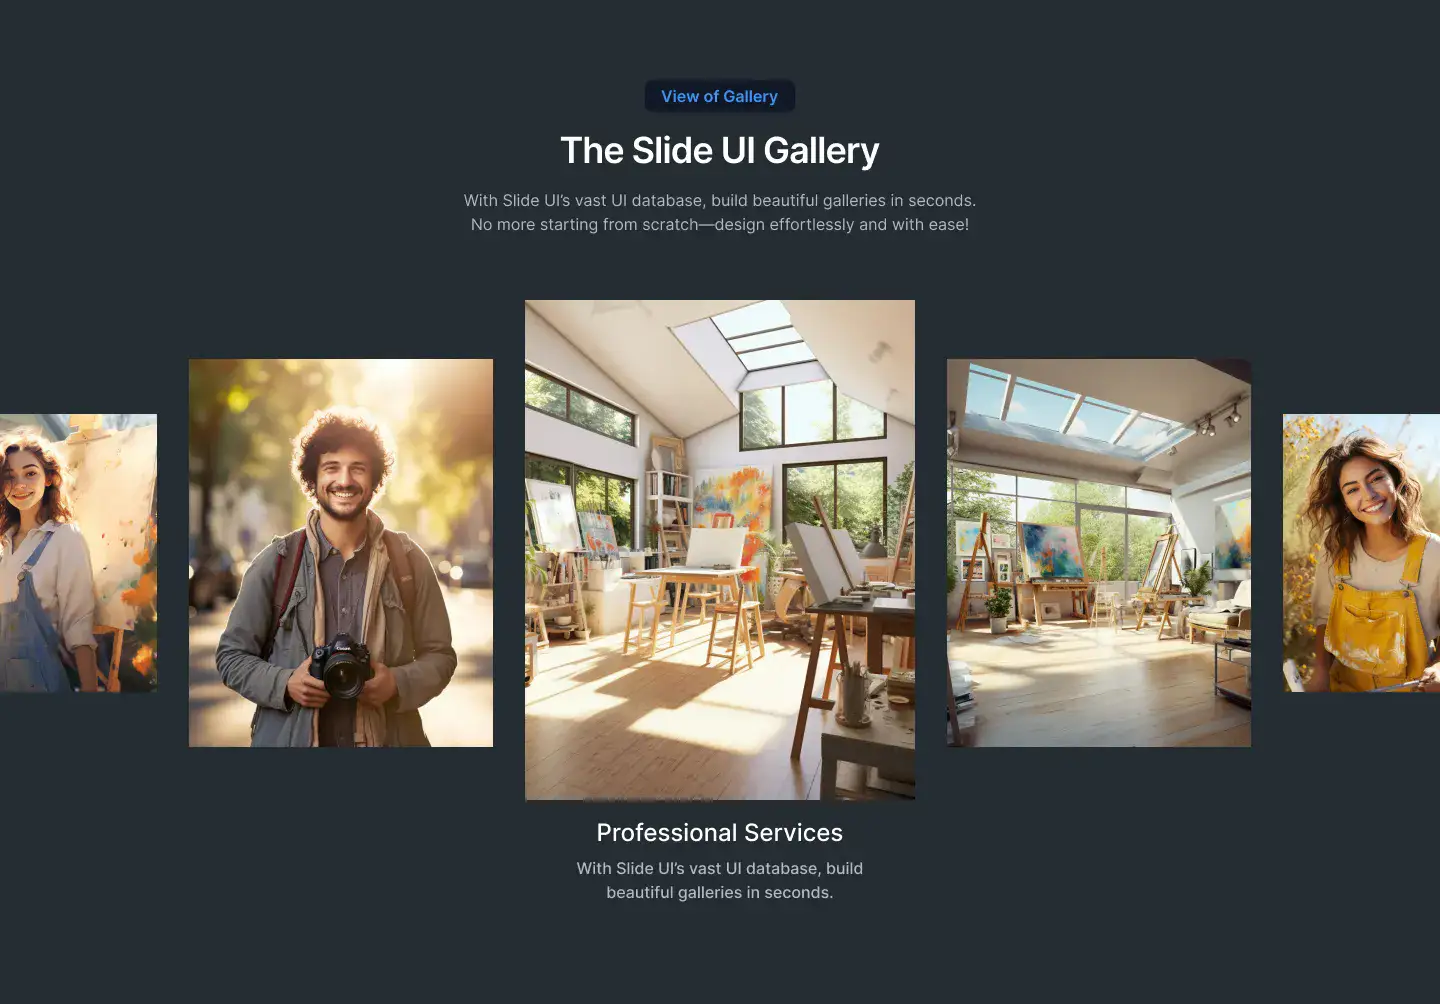 View of Gallery
The Slide UI Gallery
With Slide UI’s vast UI database, build beautiful galleries in seconds.
No more starting from scratch—design effortlessly and with ease!
Canon
Professional Services
With Slide UI’s vast UI database, build
beautiful galleries in seconds.